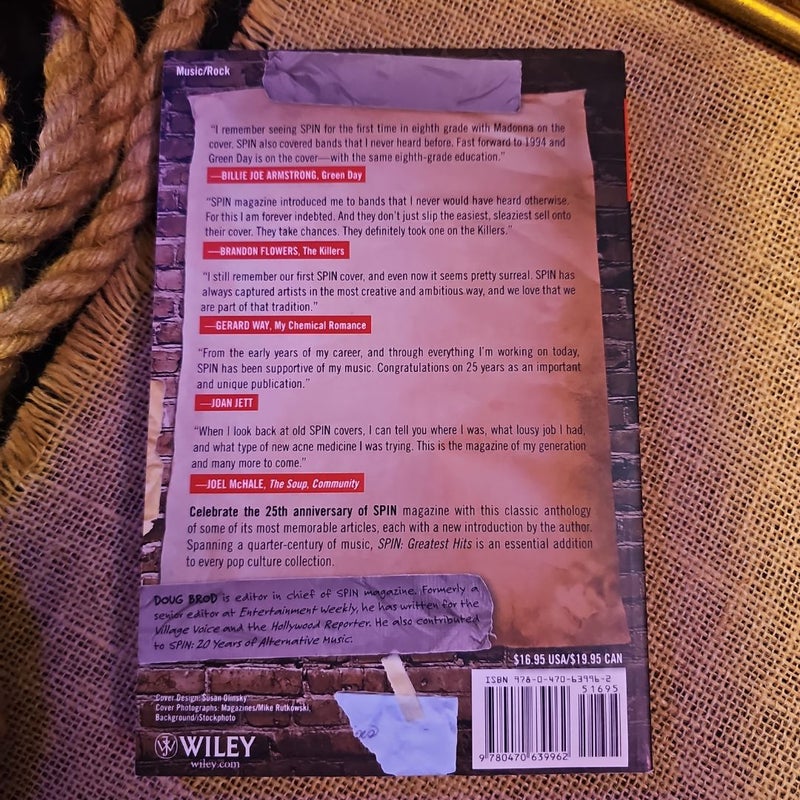 Music/Rock
"I remember seeing SPIN for the first time in eighth grade with Madonna on the
cover. SPIN also covered bands that I never heard before. Fast forward to 1994 and
Green Day is on the cover—with the same eighth-grade education."
—BILLIE JOE ARMSTRONG, Green Day
"SPIN magazine introduced me to bands that I never would have heard otherwise.
For this I am forever indebted. And they don't just slip the easiest, sleaziest sell onto
their cover. They take chances. They definitely took one on the Killers."
—BRANDON FLOWERS, The Killers
"I still remember our first SPIN cover, and even now it seems pretty surreal. SPIN has
always captured artists in the most creative and ambitious way, and we love that we
are part of that tradition."
—GERARD WAY, My Chemical Romance
"From the early years of my career, and through everything I'm working on today,
SPIN has been supportive of my music. Congratulations on 25 years as an important
and unique publication."
—JOAN JETT
"When I look back at old SPIN covers, I can tell you where I was, what lousy job I had,
and what type of new acne medicine I was trying. This is the magazine of my generation
and many more to come."
—JOEL McHALE, The Soup, Community
Celebrate the 25th anniversary of SPIN magazine with this classic anthology
of some of its most memorable articles, each with a new introduction by the author.
Spanning a quarter-century of music, SPIN: Greatest Hits is an essential addition
to every pop culture collection.
DOUG BROD is editor in chief of SPIN magazine. Formerly a
senior editor at Entertainment Weekly, he has written for the
Village Voice and the Hollywood Reporter. He also contributed
to SPIN: 20 Years of Alternative Music.
$16.95 USA/$19.95 CAN
ISBN 978-0-470-63996-2
51695
9 780470 639962
Cover Design: Susan Olinsky
Cover Photographs: Magazines/Mike Rutkowski,
Background/iStockphoto
WILEY
wiley.com